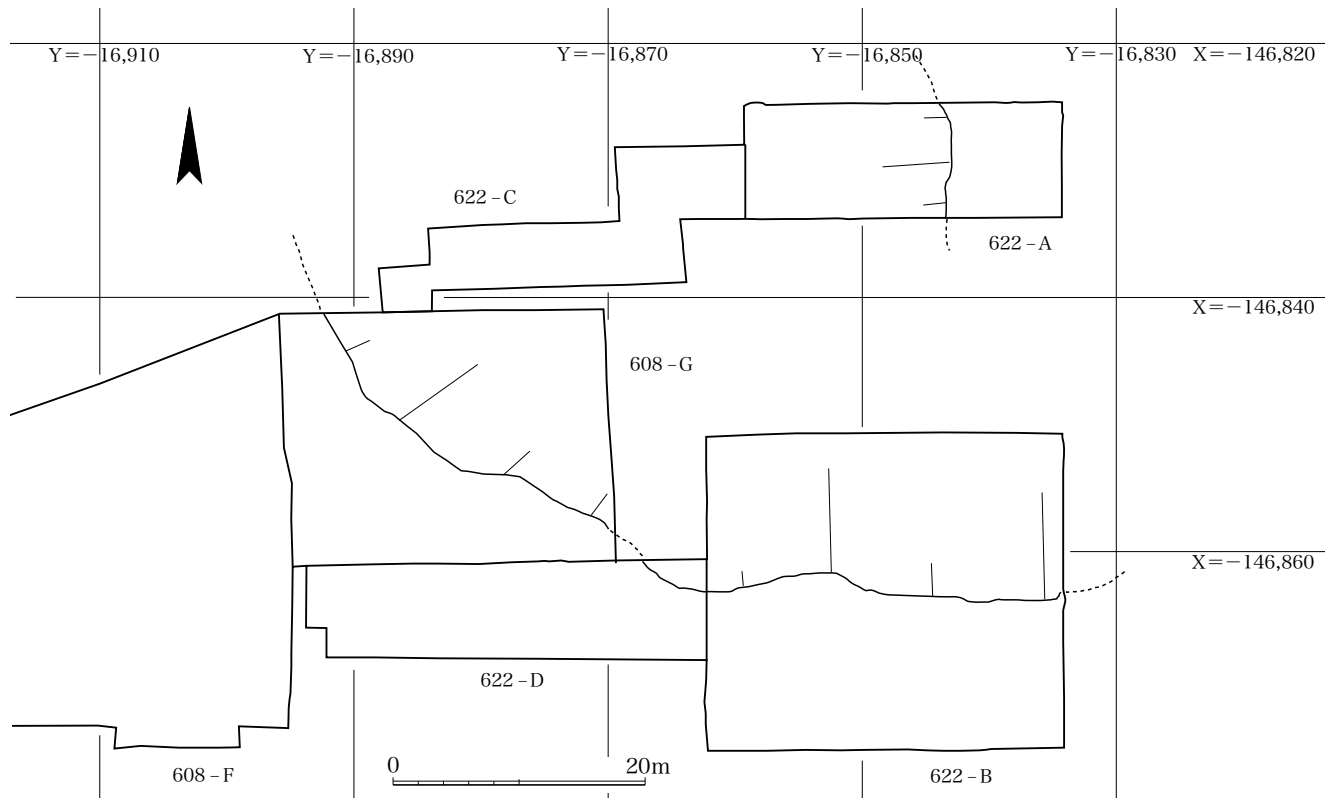 Y=−16,910 Y=−16,890 Y=−16,870 Y=−16,850 Y=−16,830 X=−146,820
622−C
622−A
X=−146,840
608−G
X=−146,860
622−D
0 20m
608−F 622−B